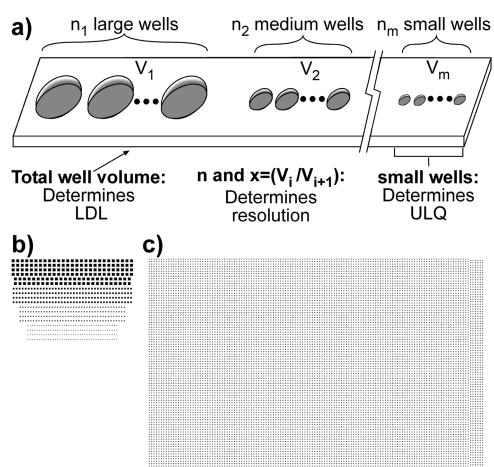 a)
n1 large wells
n2 medium wells
nm small wells
V1
V2
Vm
Total well volume:
Determines
LDL
n and x=(Vi/Vi+1):
Determines
resolution
small wells:
Determines
ULQ
b)
c)